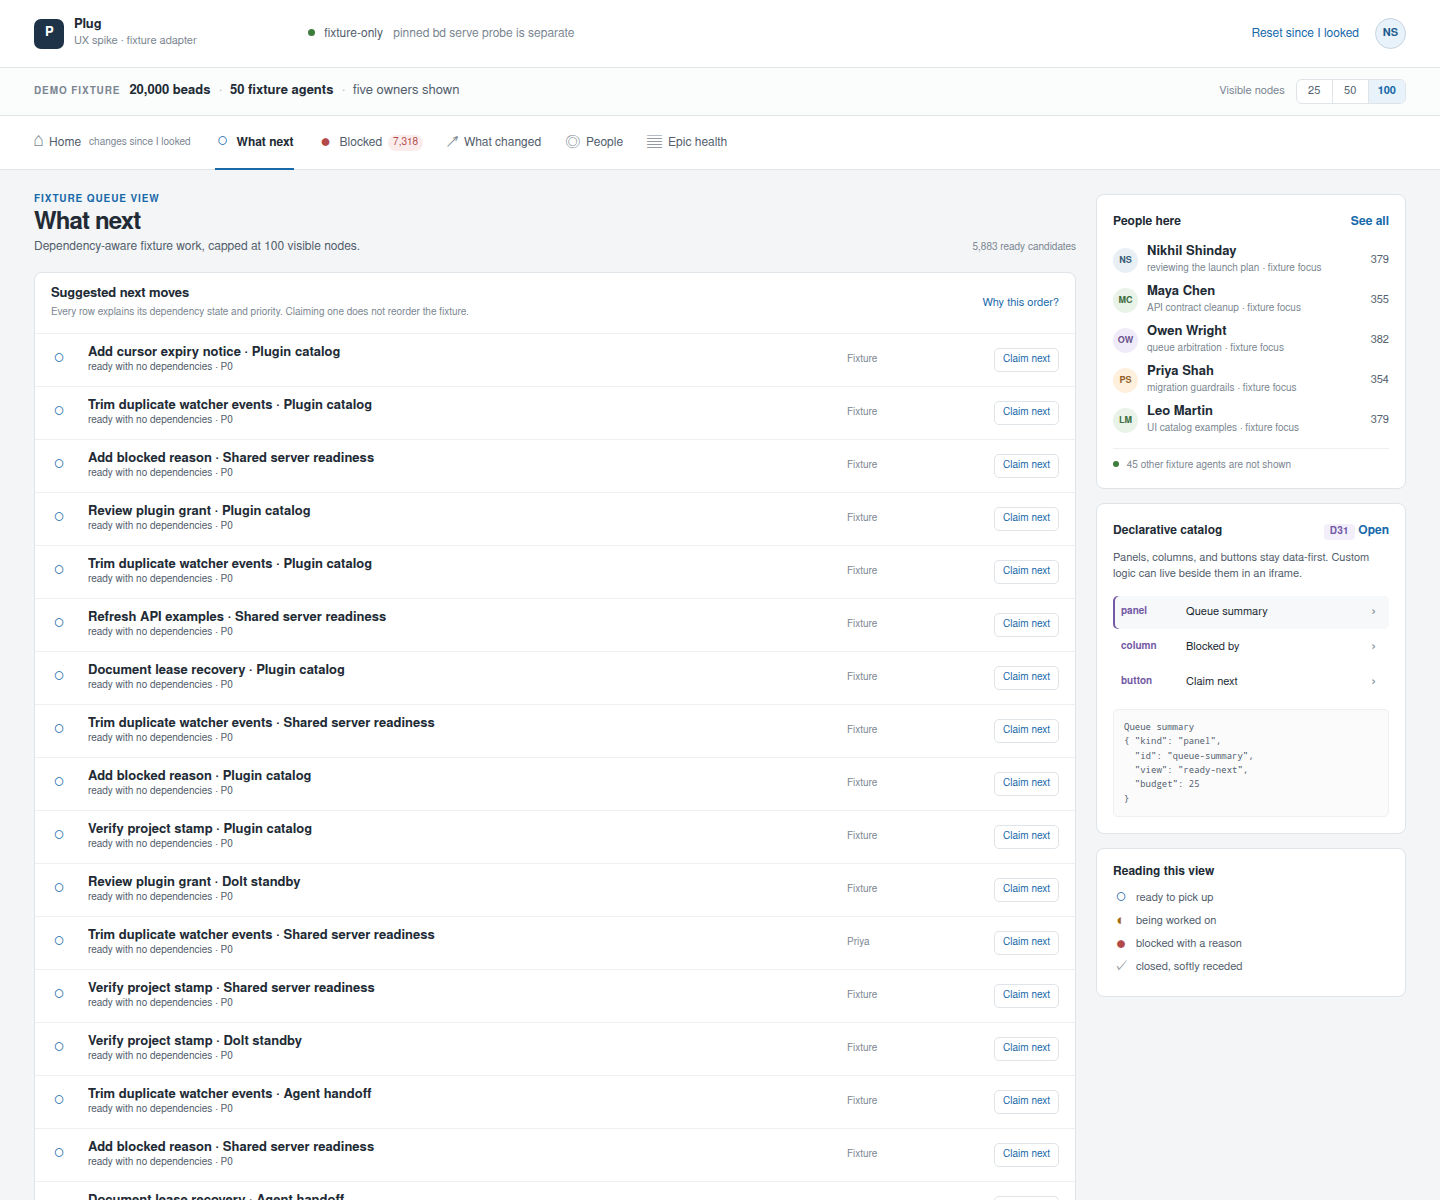 P
Plug
UX spike · fixture adapter
fixture-only pinned bd serve probe is separate
Reset since I looked
NS
DEMO FIXTURE 20,000 beads · 50 fixture agents · five owners shown
Visible nodes 25 50 100
Home changes since I looked What next Blocked 7,318 What changed People Epic health
FIXTURE QUEUE VIEW
What next
Dependency-aware fixture work, capped at 100 visible nodes.
5,883 ready candidates
Suggested next moves
Every row explains its dependency state and priority. Claiming one does not reorder the fixture.
Why this order?
Add cursor expiry notice · Plugin catalog
ready with no dependencies · P0
Fixture
Claim next
Trim duplicate watcher events · Plugin catalog
ready with no dependencies · P0
Fixture
Claim next
Add blocked reason · Shared server readiness
ready with no dependencies · P0
Fixture
Claim next
Review plugin grant · Plugin catalog
ready with no dependencies · P0
Fixture
Claim next
Trim duplicate watcher events · Plugin catalog
ready with no dependencies · P0
Fixture
Claim next
Refresh API examples · Shared server readiness
ready with no dependencies · P0
Fixture
Claim next
Document lease recovery · Plugin catalog
ready with no dependencies · P0
Fixture
Claim next
Trim duplicate watcher events · Shared server readiness
ready with no dependencies · P0
Fixture
Claim next
Add blocked reason · Plugin catalog
ready with no dependencies · P0
Fixture
Claim next
Verify project stamp · Plugin catalog
ready with no dependencies · P0
Fixture
Claim next
Review plugin grant · Dolt standby
ready with no dependencies · P0
Fixture
Claim next
Trim duplicate watcher events · Shared server readiness
ready with no dependencies · P0
Priya
Claim next
Verify project stamp · Shared server readiness
ready with no dependencies · P0
Fixture
Claim next
Verify project stamp · Dolt standby
ready with no dependencies · P0
Fixture
Claim next
Trim duplicate watcher events · Agent handoff
ready with no dependencies · P0
Fixture
Claim next
Add blocked reason · Shared server readiness
ready with no dependencies · P0
Fixture
Claim next
Document lease recovery · Agent handoff
People here
See all
NS
Nikhil Shinday
reviewing the launch plan · fixture focus
379
MC
Maya Chen
API contract cleanup · fixture focus
355
OW
Owen Wright
queue arbitration · fixture focus
382
PS
Priya Shah
migration guardrails · fixture focus
354
LM
Leo Martin
UI catalog examples · fixture focus
379
45 other fixture agents are not shown
Declarative catalog
D31 Open
Panels, columns, and buttons stay data-first. Custom
logic can live beside them in an iframe.
panel Queue summary ›
column Blocked by ›
button Claim next ›
Queue summary
{ "kind": "panel",
"id": "queue-summary",
"view": "ready-next",
"budget": 25
}
Reading this view
ready to pick up
being worked on
blocked with a reason
closed, softly receded